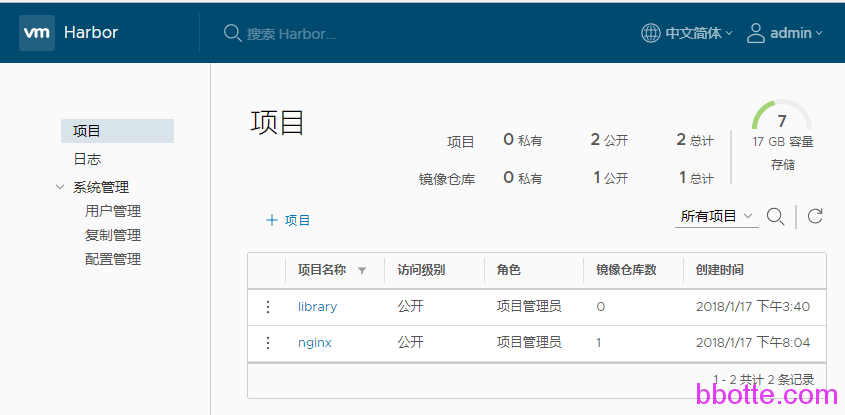 vm Harbor 搜索 Harbor... 中文简体 admin
项目
日志
系统管理
用户管理
复制管理
配置管理
项目
项目 0 私有 2 公开 2 总计
镜像仓库 0 私有 1 公开 1 总计
7
17 GB 容量
存储
+ 项目
所有项目
项目名称 访问级别 角色 镜像仓库数 创建时间
library 公开 项目管理员 0 2018/1/17 下午3:40
nginx 公开 项目管理员 1 2018/1/17 下午8:04
1 - 2 共计 2 条记录
bbotte.com